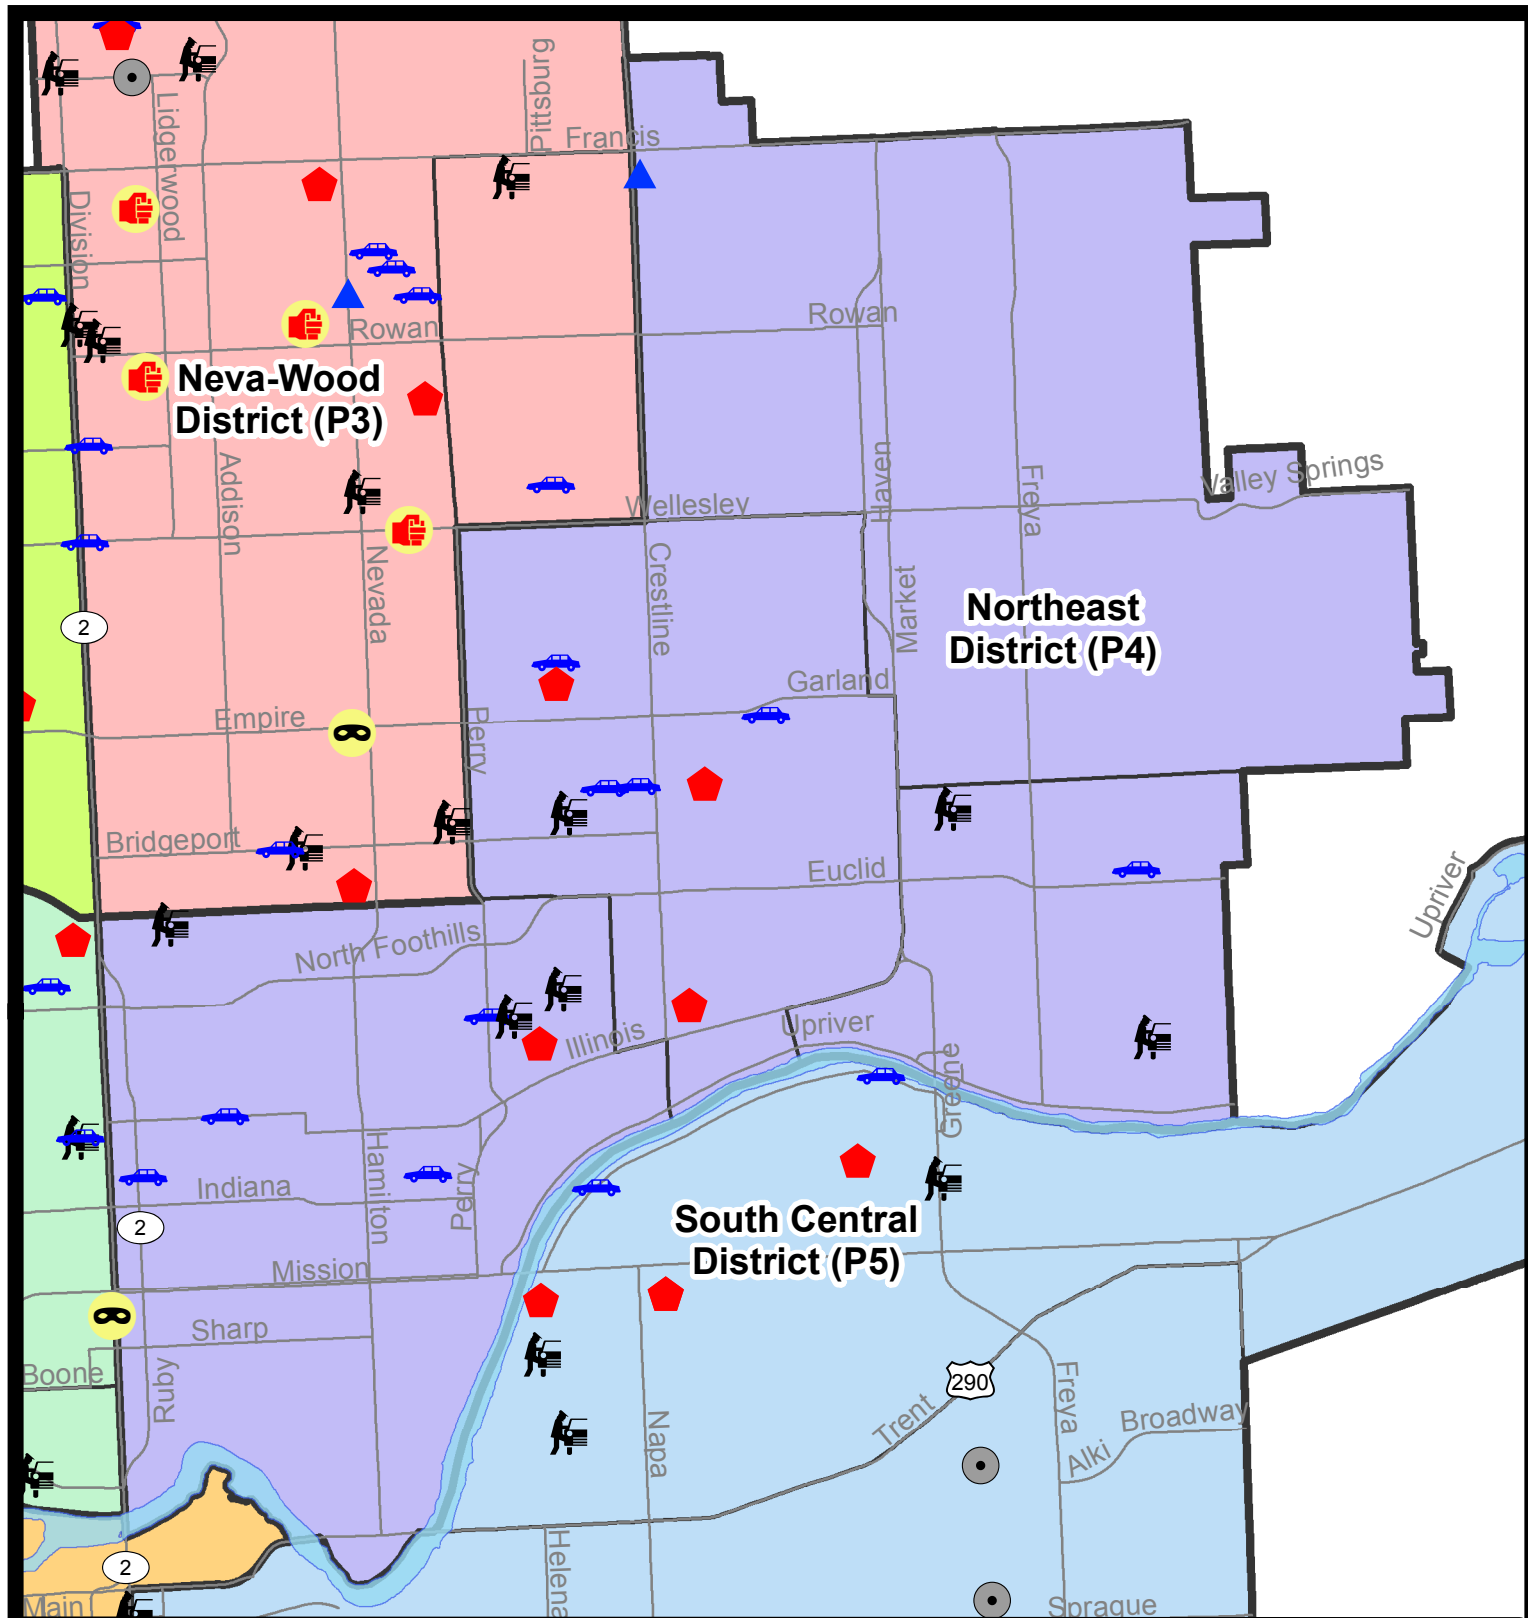 Pittsburg
Francis
Lidgerwood
Division
Rowan
Rowan
Neva-Wood
District (P3)
Addison
Haven
Freya
Valley Springs
Wellesley
Nevada
Crestline
Market
Northeast
District (P4)
2
Garland
Empire
Perry
Bridgeport
Euclid
Upriver
North Foothills
Illinois
Upriver
Greene
Hamilton
Perry
Indiana
2
South Central
District (P5)
Mission
Sharp
Boone
Ruby
290
Freya
Napa
Trent
Broadway
Alki
Helena
2
Main
Sprague